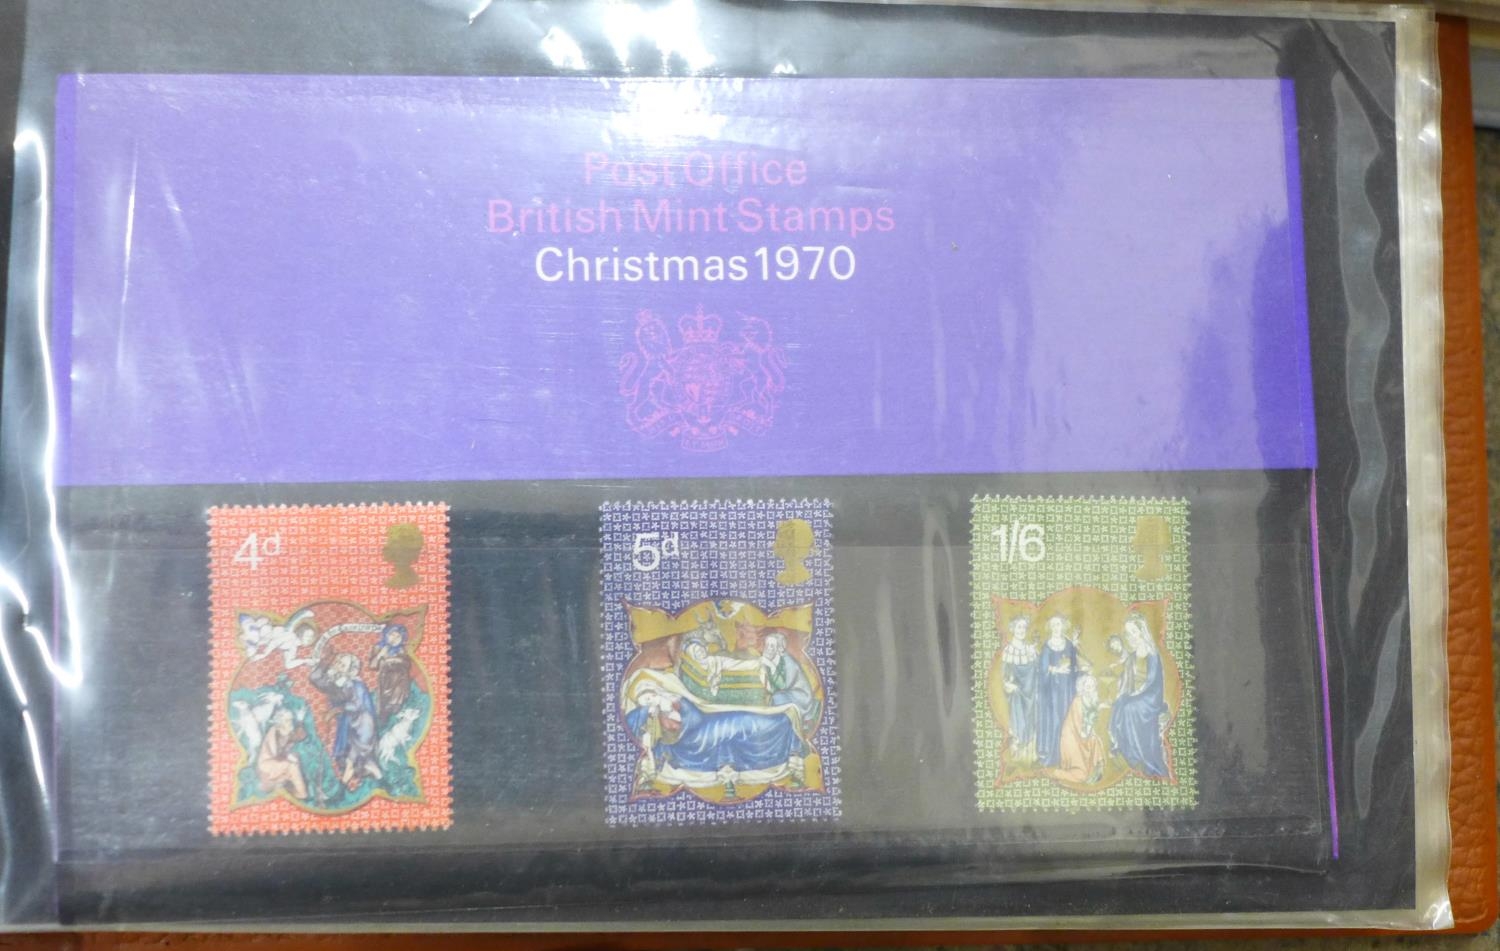 Post Office
British Mint Stamps
Christmas 1970
4d
5d
1/6